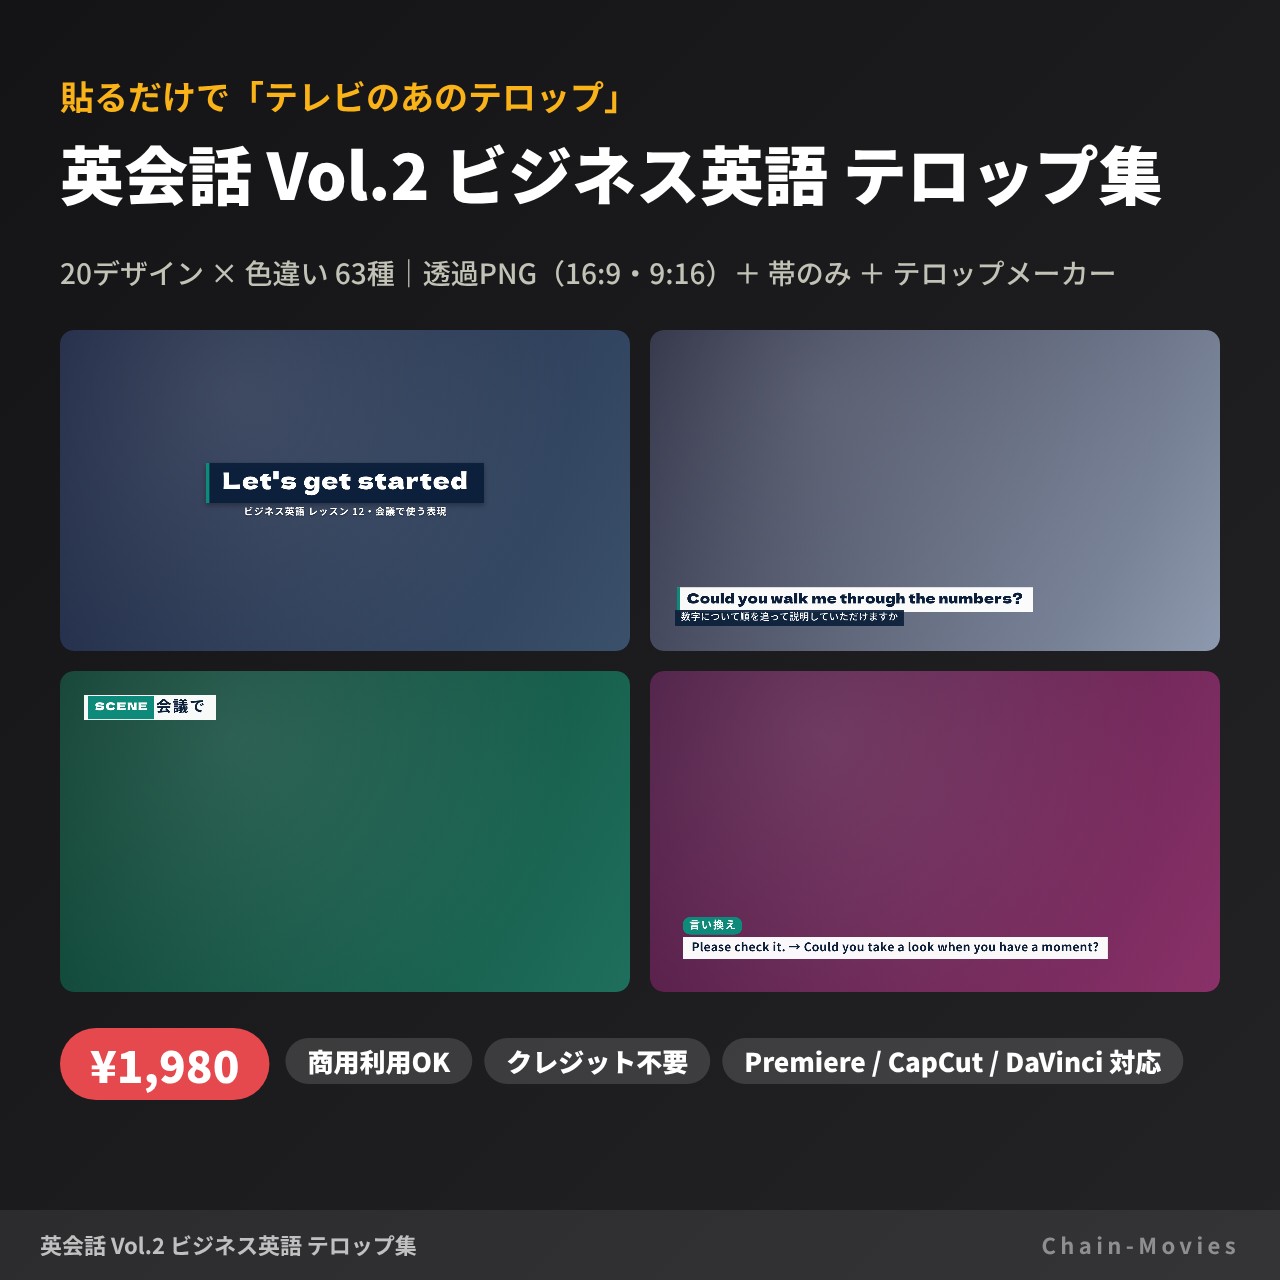 貼るだけで「テレビのあのテロップ」
英会話 Vol.2 ビジネス英語 テロップ集
20デザイン × 色違い 63種｜透過PNG（16:9・9:16）＋ 帯のみ ＋ テロップメーカー
Let's get started
ビジネス英語 レッスン 12・会議で使う表現
Could you walk me through the numbers?
数字について順を追って説明していただけますか
SCENE 会議で
言い換え
Please check it. → Could you take a look when you have a moment?
¥1,980 商用利用OK クレジット不要 Premiere / CapCut / DaVinci 対応
英会話 Vol.2 ビジネス英語 テロップ集
Chain-Movies